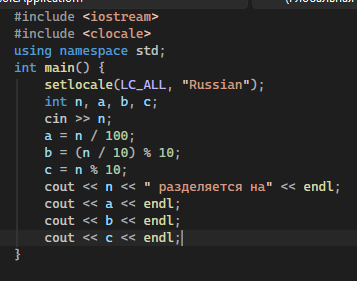 (Глобальная
#include <iostream>
#include <clocale>
using namespace std;
int main() {
    setlocale(LC_ALL, "Russian");
    int n, a, b, c;
    cin >> n;
    a = n / 100;
    b = (n / 10) % 10;
    c = n % 10;
    cout << n << " разделяется на" << endl;
    cout << a << endl;
    cout << b << endl;
    cout << c << endl;
}